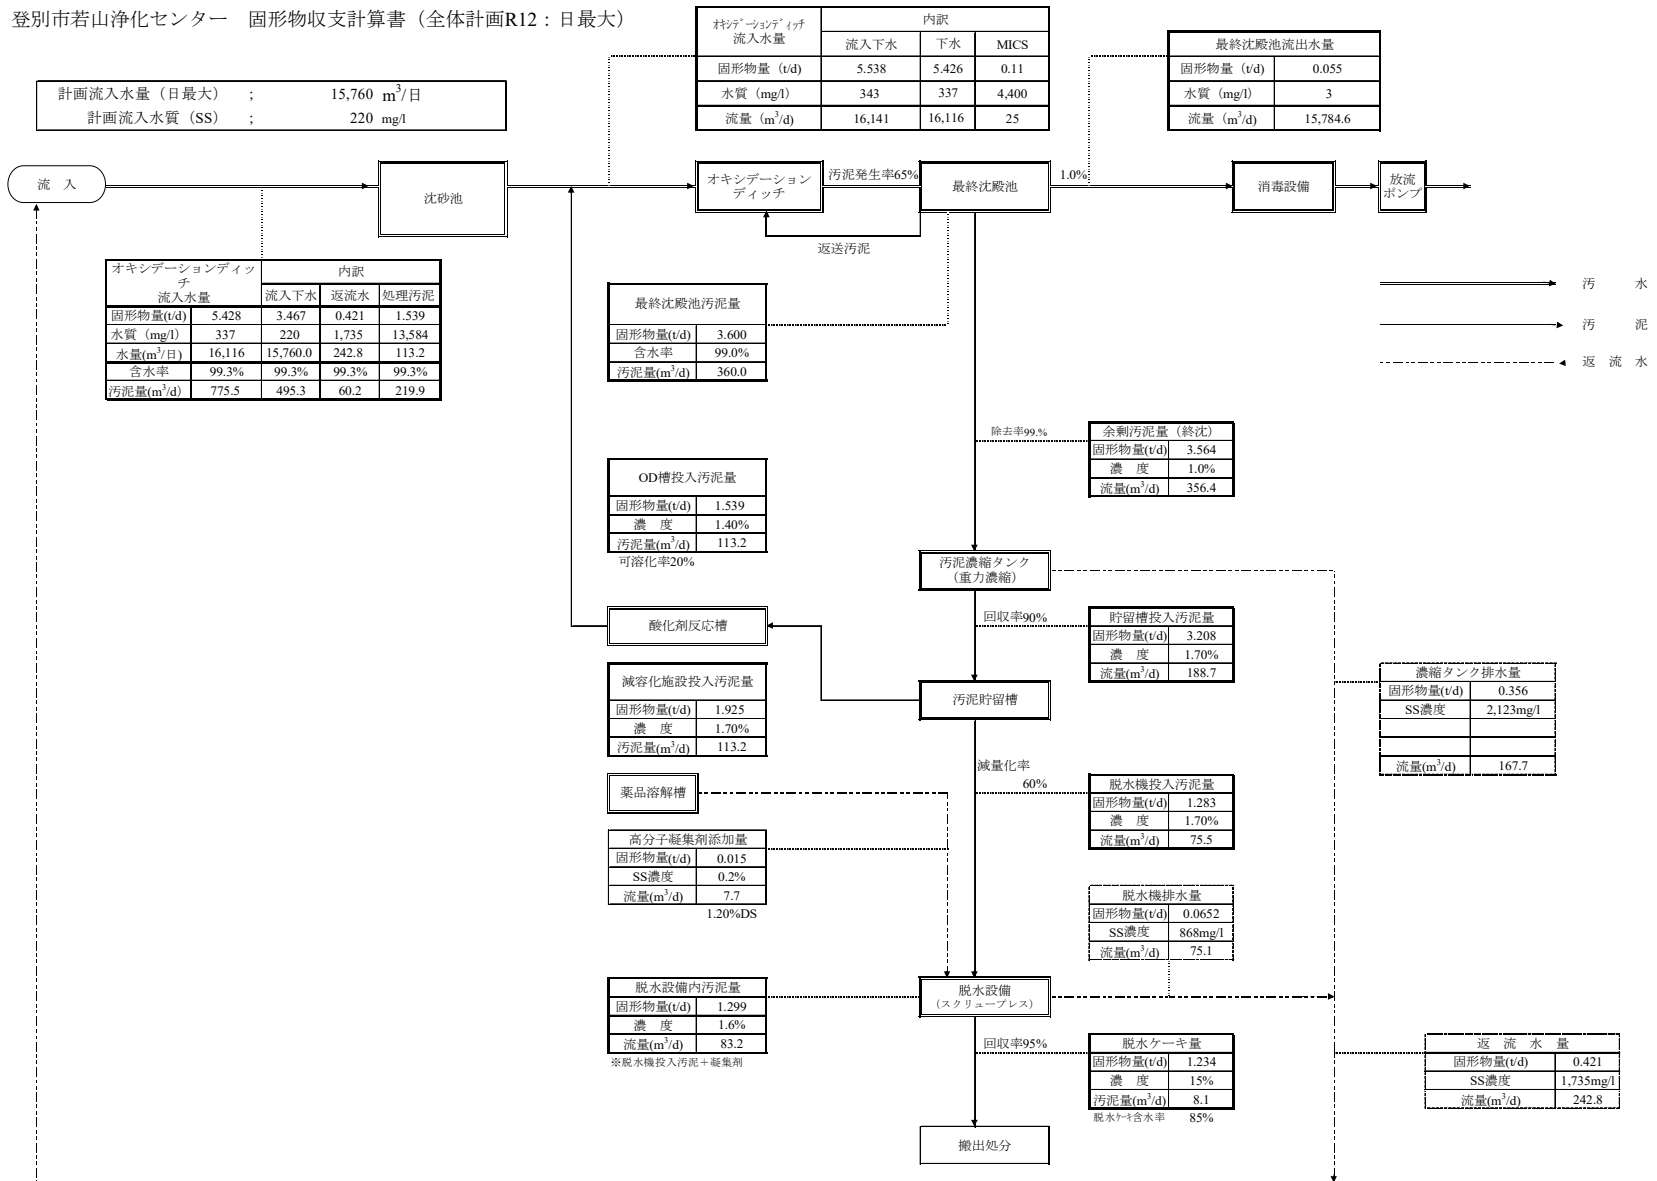 登別市若山浄化センター　固形物収支計算書（全体計画R12：日最大）
計画流入水量（日最大）　；　15,760 m³/日
計画流入水質（SS）　；　220 mg/l
オキシデーションディッチ
流入水量
内訳
流入下水 下水 MICS
固形物量（t/d） 5.538 5.426 0.11
水質（mg/l） 343 337 4,400
流量（m³/d) 16,141 16,116 25
最終沈殿池流出水量
固形物量（t/d) 0.055
水質（mg/l） 3
流量（m³/d) 15,784.6
流　入
沈砂池
オキシデーション
ディッチ
汚泥発生率65%
最終沈殿池
1.0%
消毒設備
放流
ポンプ
返送汚泥
オキシデーションディッ
チ
流入水量
内訳
流入下水 返流水 処理汚泥
固形物量(t/d) 5.428 3.467 0.421 1.539
水質（mg/l） 337 220 1,735 13,584
水量(m³/日) 16,116 15,760.0 242.8 113.2
含水率 99.3% 99.3% 99.3% 99.3%
汚泥量(m³/d） 775.5 495.3 60.2 219.9
汚　水
汚　泥
返　流　水
最終沈殿池汚泥量
固形物量(t/d) 3.600
含水率 99.0%
汚泥量(m³/d) 360.0
除去率99.%
余剰汚泥量（終沈）
固形物量(t/d) 3.564
濃　度 1.0%
流量(m³/d) 356.4
OD槽投入汚泥量
固形物量(t/d) 1.539
濃　度 1.40%
汚泥量(m³/d) 113.2
可溶化率20%
汚泥濃縮タンク
（重力濃縮）
回収率90%
貯留槽投入汚泥量
固形物量(t/d) 3.208
濃　度 1.70%
流量(m³/d) 188.7
酸化剤反応槽
減容化施設投入汚泥量
固形物量(t/d) 1.925
濃　度 1.70%
汚泥量(m³/d) 113.2
汚泥貯留槽
濃縮タンク排水量
固形物量(t/d) 0.356
SS濃度 2,123mg/l
流量(m³/d) 167.7
減量化率
60%
薬品溶解槽
脱水機投入汚泥量
固形物量(t/d) 1.283
濃　度 1.70%
流量(m³/d) 75.5
高分子凝集剤添加量
固形物量(t/d) 0.015
SS濃度 0.2%
流量(m³/d) 7.7
1.20%DS
脱水機排水量
固形物量(t/d) 0.0652
SS濃度 868mg/l
流量(m³/d) 75.1
脱水設備内汚泥量
固形物量(t/d) 1.299
濃　度 1.6%
流量(m³/d) 83.2
※脱水機投入汚泥＋凝集剤
脱水設備
（スクリュープレス）
回収率95%
脱水ケーキ量
固形物量(t/d) 1.234
濃　度 15%
汚泥量(m³/d) 8.1
脱水ｹｰｷ含水率 85%
返　流　水　量
固形物量(t/d) 0.421
SS濃度 1,735mg/l
流量(m³/d) 242.8
搬出処分